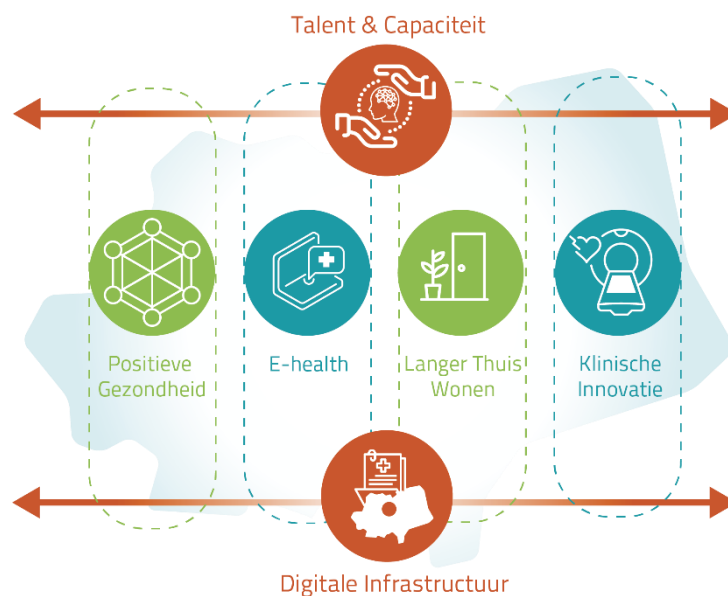 Talent & Capaciteit
Positieve
Gezondheid
E-health
Langer Thuis
Wonen
Klinische
Innovatie
Digitale Infrastructuur